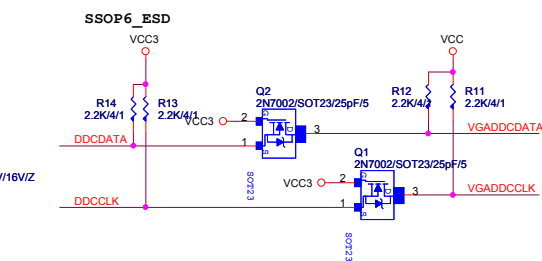 SSOP6_ESD
VCC3
VCC
R14
2.2K/4/1
R13
2.2K/4/1
Q2
2N7002/SOT23/25pF/5
R12
2.2K/4/1
R11
2.2K/4/1
VCC3
2
G
D
3
1
S
DDCDATA
VGADDCDATA
SOT23
Q1
2N7002/SOT23/25pF/5
/16V/Z
VCC3
2
G
D
3
1
S
DDCCLK
VGADDCCLK
SOT23